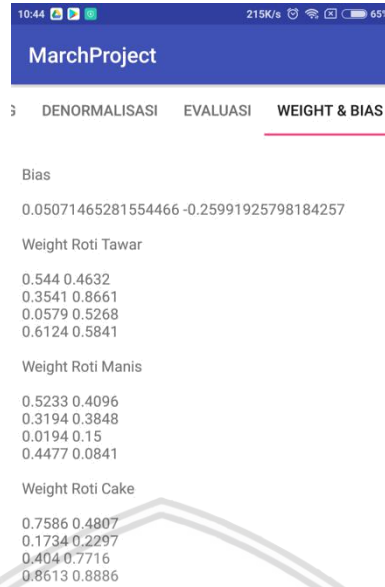 10:44 215K/s 65%
MarchProject
G DENORMALISASI EVALUASI WEIGHT & BIAS
Bias
0.05071465281554466 -0.25991925798184257
Weight Roti Tawar
0.544 0.4632
0.3541 0.8661
0.0579 0.5268
0.6124 0.5841
Weight Roti Manis
0.5233 0.4096
0.3194 0.3848
0.0194 0.15
0.4477 0.0841
Weight Roti Cake
0.7586 0.4807
0.1734 0.2297
0.404 0.7716
0.8613 0.8886